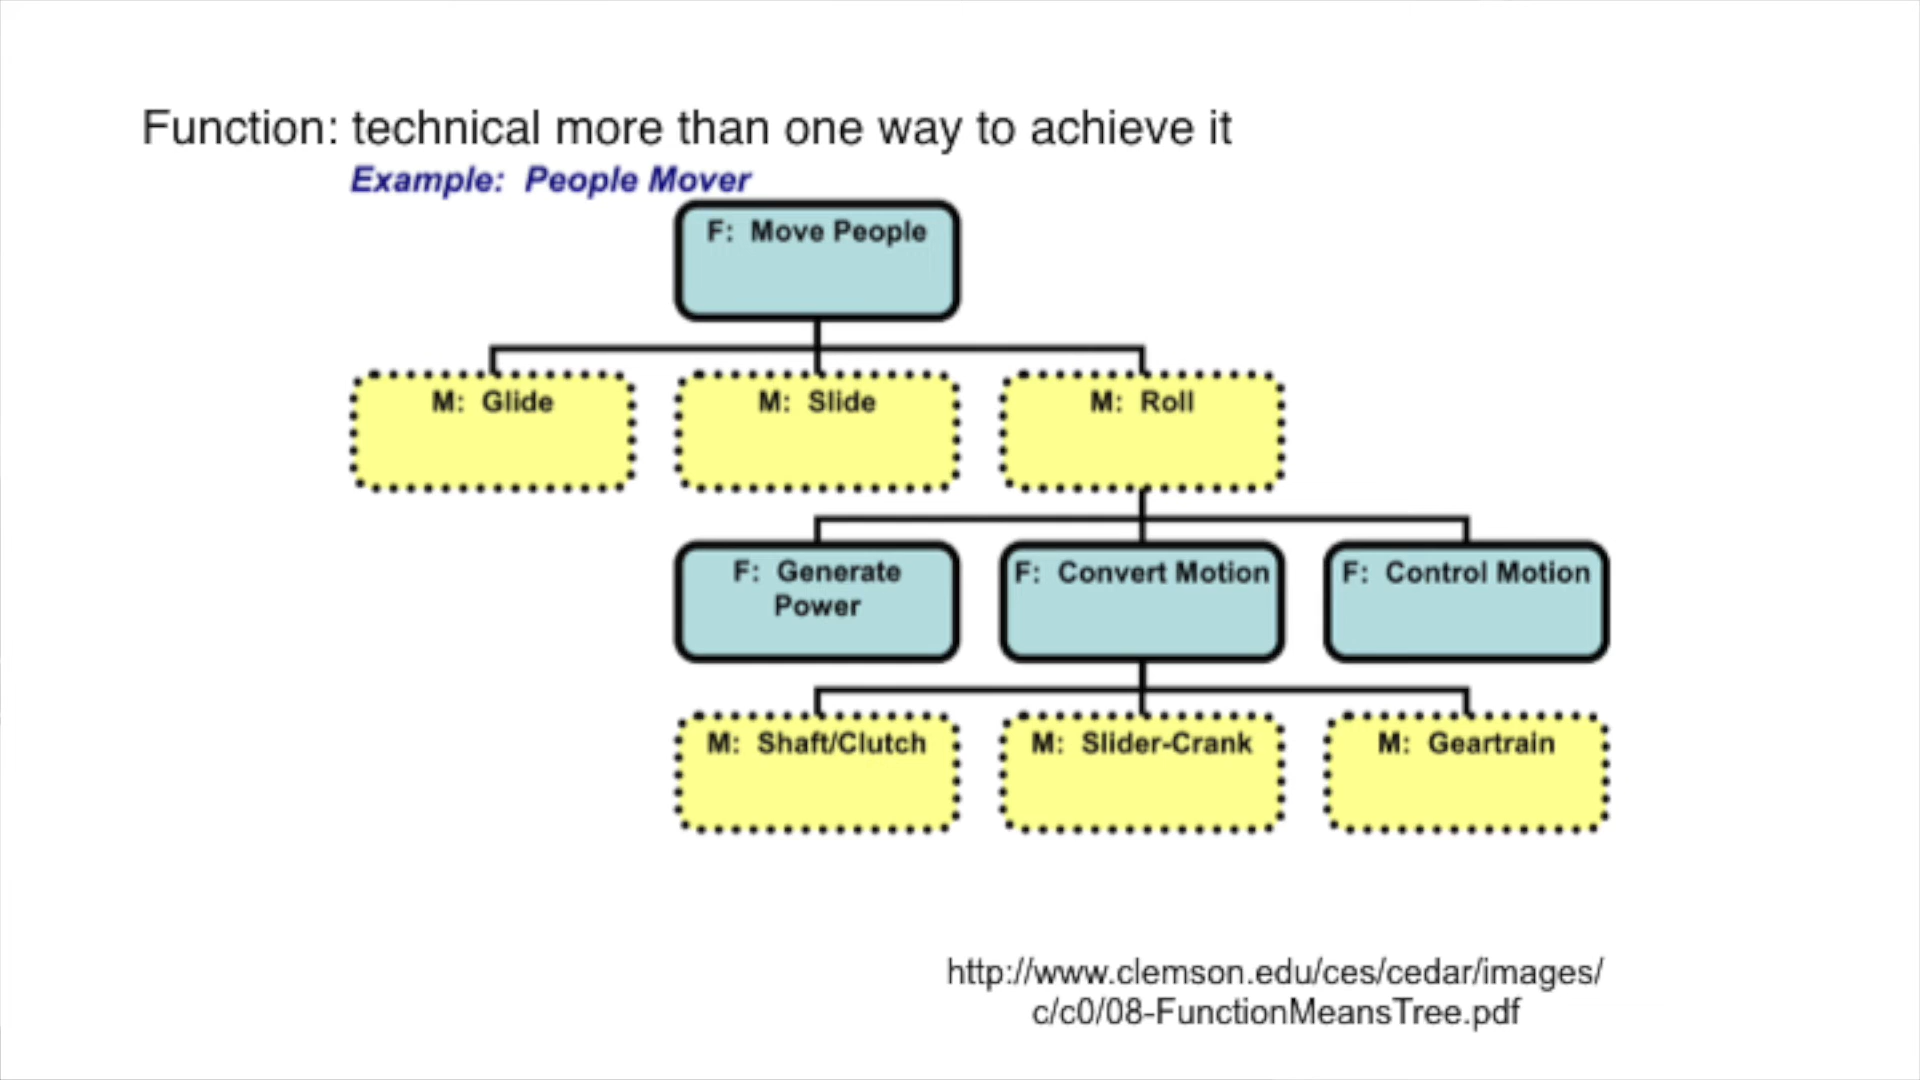 Function: technical more than one way to achieve it
Example: People Mover
F: Move People
M: Glide
M: Slide
M: Roll
F: Generate
Power
F: Convert Motion
F: Control Motion
M: Shaft/Clutch
M: Slider-Crank
M: Geartrain
http://www.clemson.edu/ces/cedar/images/
c/c0/08-FunctionMeansTree.pdf